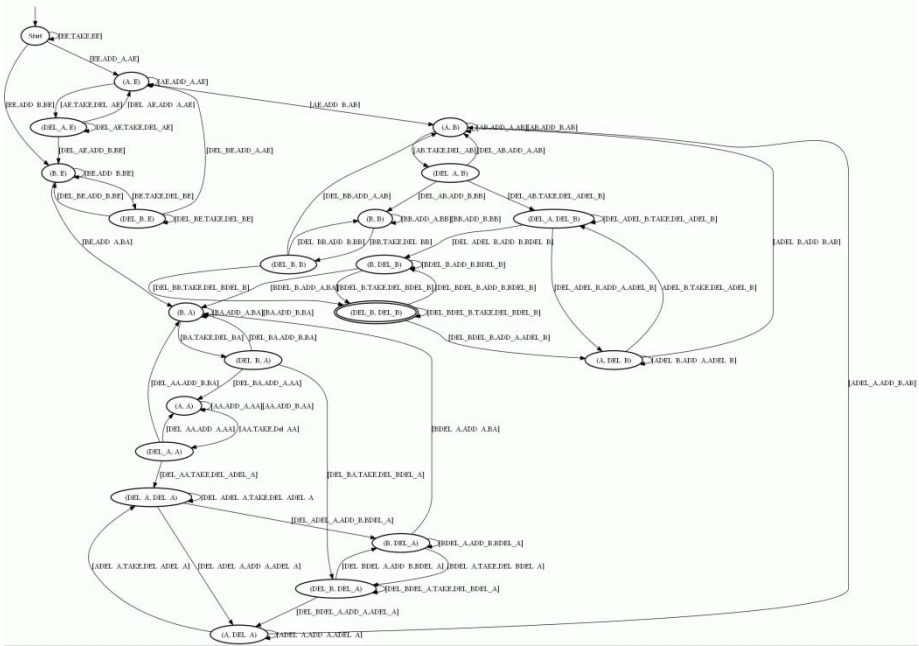 Start
[EE,TAKE,EE]
[EE,ADD_A,AE]
(A, E)
[AE,ADD_A,AE]
[EE,ADD_B,BE]
[AE,TAKE,DEL_AE]
[DEL_AE,ADD_A,AE]
[AE,ADD_B,AB]
(DEL_A, E)
[DEL_AE,TAKE,DEL_AE]
(A, B)
[AB,ADD_A,AB][AB,ADD_B,AB]
[DEL_AE,ADD_B,BE]
[DEL_BE,ADD_A,AE]
[AB,TAKE,DEL_AB]
[DEL_AB,ADD_A,AB]
(B, E)
[BE,ADD_B,BE]
(DEL_A, B)
[DEL_BE,ADD_B,BE]
[BE,TAKE,DEL_BE]
[DEL_BB,ADD_A,AB]
[DEL_AB,ADD_B,BB]
[DEL_AB,TAKE,DEL_ADEL_B]
(DEL_B, E)
[DEL_BE,TAKE,DEL_BE]
(B, B)
[BB,ADD_A,BB][BB,ADD_B,BB]
(DEL_A, DEL_B)
[DEL_ADEL_B,TAKE,DEL_ADEL_B]
[BE,ADD_A,BA]
[DEL_BB,ADD_B,BB]
[BB,TAKE,DEL_BB]
[DEL_ADEL_B,ADD_B,BDEL_B]
[ADEL_B,ADD_B,AB]
(DEL_B, B)
(B, DEL_B)
[BDEL_B,ADD_B,BDEL_B]
[DEL_BB,TAKE,DEL_BDEL_B]
[BDEL_B,ADD_A,BA]
[BDEL_B,TAKE,DEL_BDEL_B]
[DEL_BDEL_B,ADD_B,BDEL_B]
[DEL_ADEL_B,ADD_A,ADEL_B]
[ADEL_B,TAKE,DEL_ADEL_B]
(B, A)
[BA,ADD_A,BA][BA,ADD_B,BA]
(DEL_B, DEL_B)
[DEL_BDEL_B,TAKE,DEL_BDEL_B]
[BA,TAKE,DEL_BA]
[DEL_BA,ADD_B,BA]
[DEL_BDEL_B,ADD_A,ADEL_B]
(DEL_B, A)
(A, DEL_B)
[ADEL_B,ADD_A,ADEL_B]
[DEL_AA,ADD_B,BA]
[DEL_BA,ADD_A,AA]
[ADEL_A,ADD_B,AB]
(A, A)
[AA,ADD_A,AA][AA,ADD_B,AA]
[DEL_AA,ADD_A,AA]
[AA,TAKE,Del_AA]
[BDEL_A,ADD_A,BA]
(DEL_A, A)
[DEL_AA,TAKE,DEL_ADEL_A]
[DEL_BA,TAKE,DEL_BDEL_A]
(DEL_A, DEL_A)
[DEL_ADEL_A,TAKE,DEL_ADEL_A
[DEL_ADEL_A,ADD_B,BDEL_A]
(B, DEL_A)
[BDEL_A,ADD_B,BDEL_A]
[ADEL_A,TAKE,DEL_ADEL_A]
[DEL_ADEL_A,ADD_A,ADEL_A]
[DEL_BDEL_A,ADD_B,BDEL_A]
[BDEL_A,TAKE,DEL_BDEL_A]
(DEL_B, DEL_A)
[DEL_BDEL_A,TAKE,DEL_BDEL_A]
[DEL_BDEL_A,ADD_A,ADEL_A]
(A, DEL_A)
[ADEL_A,ADD_A,ADEL_A]